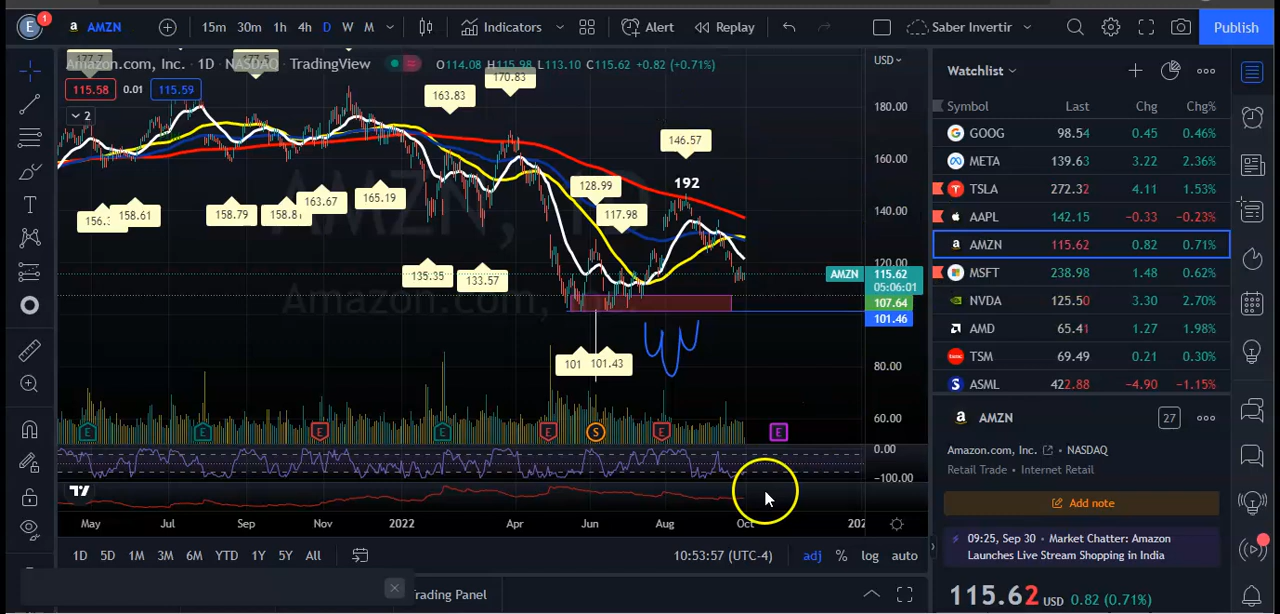 E 1 a AMZN 15m 30m 1h 4h D W M Indicators Alert Replay Saber Invertir Publish
Amazon.com, Inc. · 1D · NASDAQ TradingView O114.08 H115.98 L113.10 C115.62 +0.82 (+0.71%) USD
115.58 0.01 115.59
2
170.83
163.83
146.57
128.99
117.98
192
158.61
158.79
163.67
165.19
135.35
133.57
101 101.43
180.00
160.00
140.00
120.00
AMZN 115.62
05:06:01
107.64
101.46
80.00
60.00
0.00
−100.00
AMZN, 1D
Amazon.com, Inc.
E E E E E S E E
May Jul Sep Nov 2022 Apr Jun Aug Oct 202
1D 5D 1M 3M 6M YTD 1Y 5Y All 10:53:57 (UTC-4) adj % log auto
rading Panel
Watchlist
Symbol Last Chg Chg%
GOOG 98.54 0.45 0.46%
META 139.63 3.22 2.36%
TSLA 272.32 4.11 1.53%
AAPL 142.15 −0.33 −0.23%
AMZN 115.62 0.82 0.71%
MSFT 238.98 1.48 0.62%
NVDA 125.50 3.30 2.70%
AMD 65.41 1.27 1.98%
TSM 69.49 0.21 0.30%
ASML 422.88 −4.90 −1.15%
a AMZN 27
Amazon.com, Inc. · NASDAQ
Retail Trade • Internet Retail
Add note
09:25, Sep 30 • Market Chatter: Amazon
Launches Live Stream Shopping in India
115.62 USD 0.82 (0.71%)